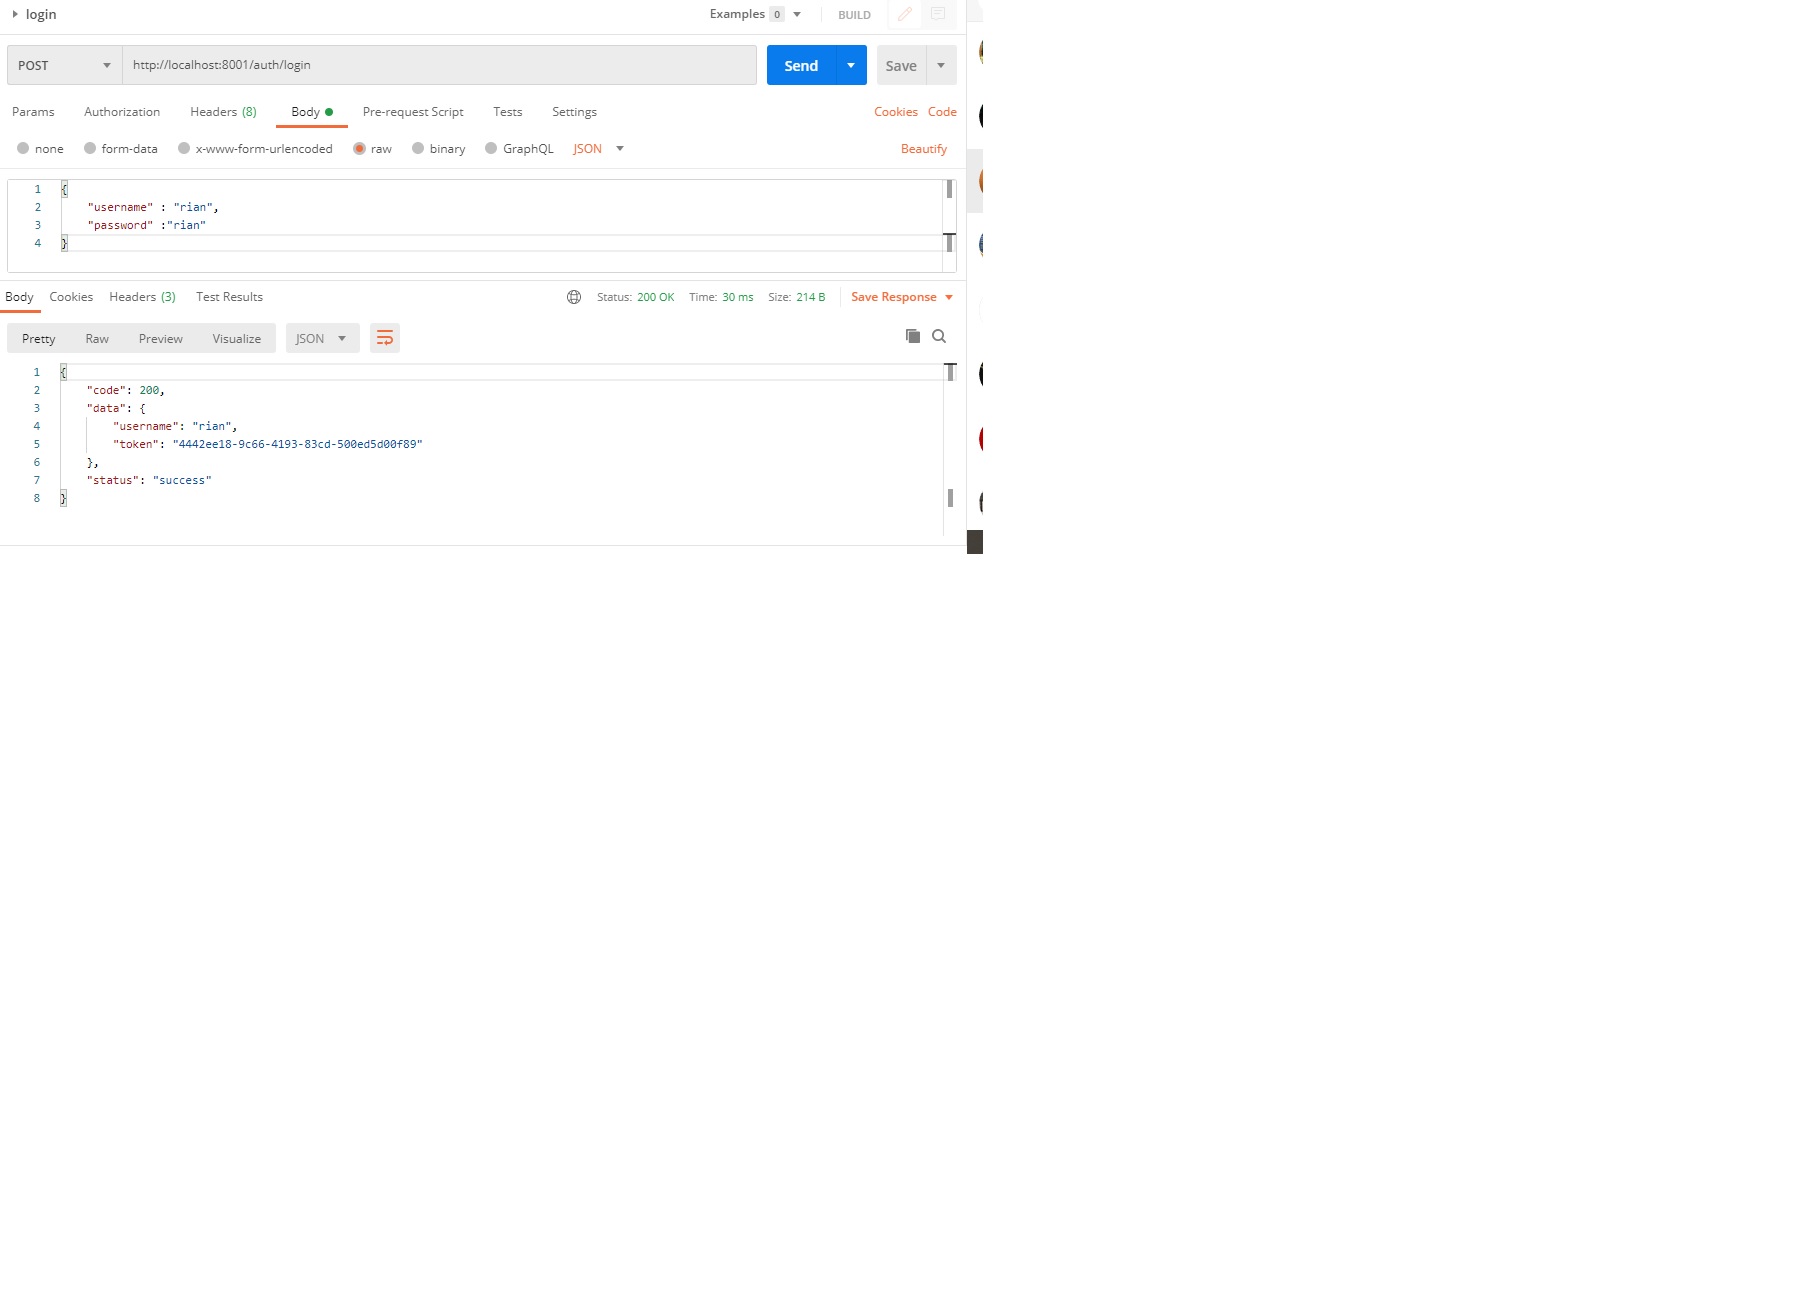 login Examples 0 BUILD
POST http://localhost:8001/auth/login Send Save
Params Authorization Headers (8) Body Pre-request Script Tests Settings Cookies Code
none form-data x-www-form-urlencoded raw binary GraphQL JSON Beautify
1 {
2 "username" : "rian",
3 "password" :"rian"
4 }
Body Cookies Headers (3) Test Results Status: 200 OK Time: 30 ms Size: 214 B Save Response
Pretty Raw Preview Visualize JSON
1 {
2 "code": 200,
3 "data": {
4 "username": "rian",
5 "token": "4442ee18-9c66-4193-83cd-500ed5d00f89"
6 },
7 "status": "success"
8 }